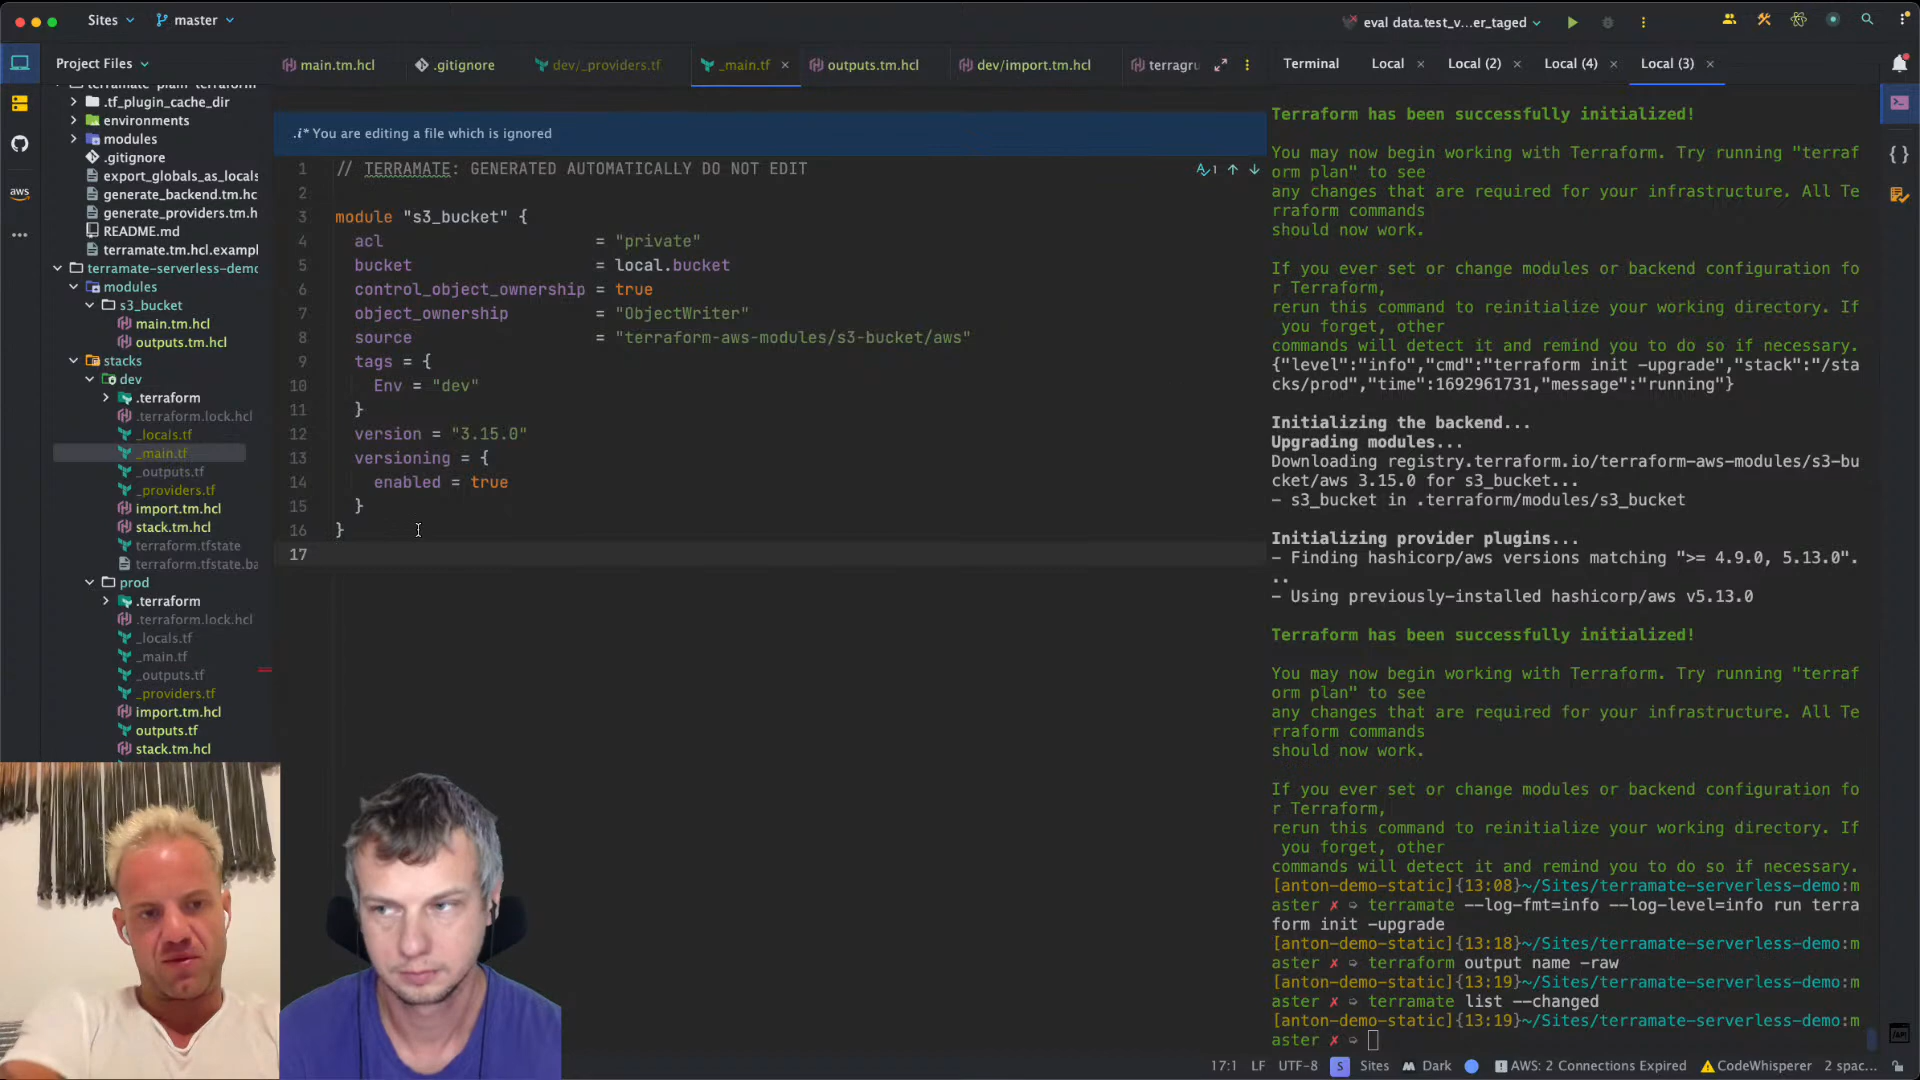 Sites
master
eval data.test_v...er_taged
Project Files
main.tm.hcl
.gitignore
dev/_providers.tf
_main.tf
outputs.tm.hcl
dev/import.tm.hcl
terragru
Terminal
Local
Local (2)
Local (4)
Local (3)
.tf_plugin_cache_dir
environments
modules
.gitignore
export_globals_as_locals
generate_backend.tm.hc
generate_providers.tm.h
README.md
terramate.tm.hcl.exampl
terramate-serverless-demo
modules
s3_bucket
main.tm.hcl
outputs.tm.hcl
stacks
dev
.terraform
.terraform.lock.hcl
_locals.tf
_main.tf
_outputs.tf
_providers.tf
import.tm.hcl
stack.tm.hcl
terraform.tfstate
terraform.tfstate.ba
prod
.terraform
.terraform.lock.hcl
_locals.tf
_main.tf
_outputs.tf
_providers.tf
import.tm.hcl
outputs.tf
stack.tm.hcl
.i* You are editing a file which is ignored
1 // TERRAMATE: GENERATED AUTOMATICALLY DO NOT EDIT
2
3 module "s3_bucket" {
4 acl = "private"
5 bucket = local.bucket
6 control_object_ownership = true
7 object_ownership = "ObjectWriter"
8 source = "terraform-aws-modules/s3-bucket/aws"
9 tags = {
10 Env = "dev"
11 }
12 version = "3.15.0"
13 versioning = {
14 enabled = true
15 }
16 }
17
1
aws
Terraform has been successfully initialized!
You may now begin working with Terraform. Try running "terraf
orm plan" to see
any changes that are required for your infrastructure. All Te
rraform commands
should now work.
If you ever set or change modules or backend configuration fo
r Terraform,
rerun this command to reinitialize your working directory. If
you forget, other
commands will detect it and remind you to do so if necessary.
{"level":"info","cmd":"terraform init -upgrade","stack":"/sta
cks/prod","time":1692961731,"message":"running"}
Initializing the backend...
Upgrading modules...
Downloading registry.terraform.io/terraform-aws-modules/s3-bu
cket/aws 3.15.0 for s3_bucket...
- s3_bucket in .terraform/modules/s3_bucket
Initializing provider plugins...
- Finding hashicorp/aws versions matching ">= 4.9.0, 5.13.0".
..
- Using previously-installed hashicorp/aws v5.13.0
Terraform has been successfully initialized!
You may now begin working with Terraform. Try running "terraf
orm plan" to see
any changes that are required for your infrastructure. All Te
rraform commands
should now work.
If you ever set or change modules or backend configuration fo
r Terraform,
rerun this command to reinitialize your working directory. If
you forget, other
commands will detect it and remind you to do so if necessary.
[anton-demo-static]{13:08}~/Sites/terramate-serverless-demo:m
aster ✗ ➭ terramate --log-fmt=info --log-level=info run terra
form init -upgrade
[anton-demo-static]{13:18}~/Sites/terramate-serverless-demo:m
aster ✗ ➭ terraform output name -raw
[anton-demo-static]{13:19}~/Sites/terramate-serverless-demo:m
aster ✗ ➭ terramate list --changed
[anton-demo-static]{13:19}~/Sites/terramate-serverless-demo:m
aster ✗ ➭
17:1 LF UTF-8 S Sites Dark AWS: 2 Connections Expired CodeWhisperer 2 spac...